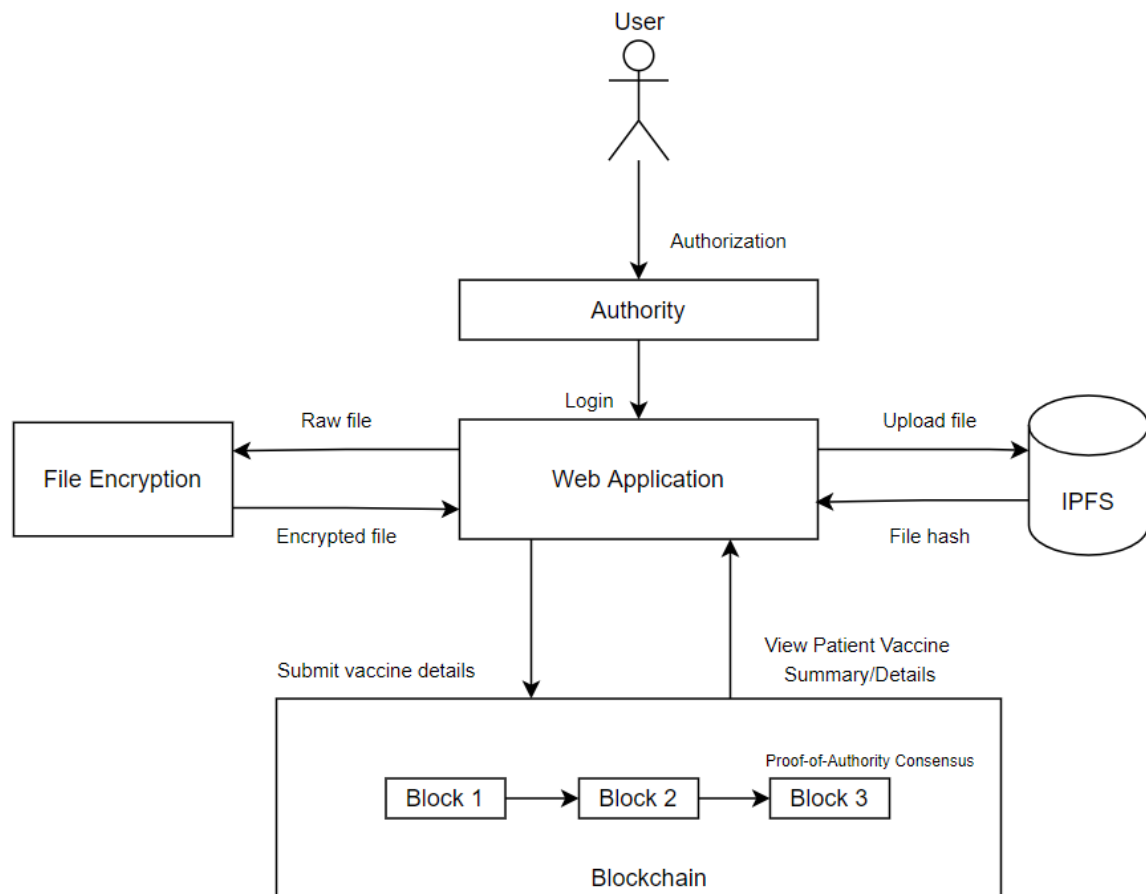 User
Authorization
Authority
Login
Raw file
Upload file
File Encryption
Web Application
IPFS
Encrypted file
File hash
View Patient Vaccine
Summary/Details
Submit vaccine details
Proof-of-Authority Consensus
Block 1
Block 2
Block 3
Blockchain